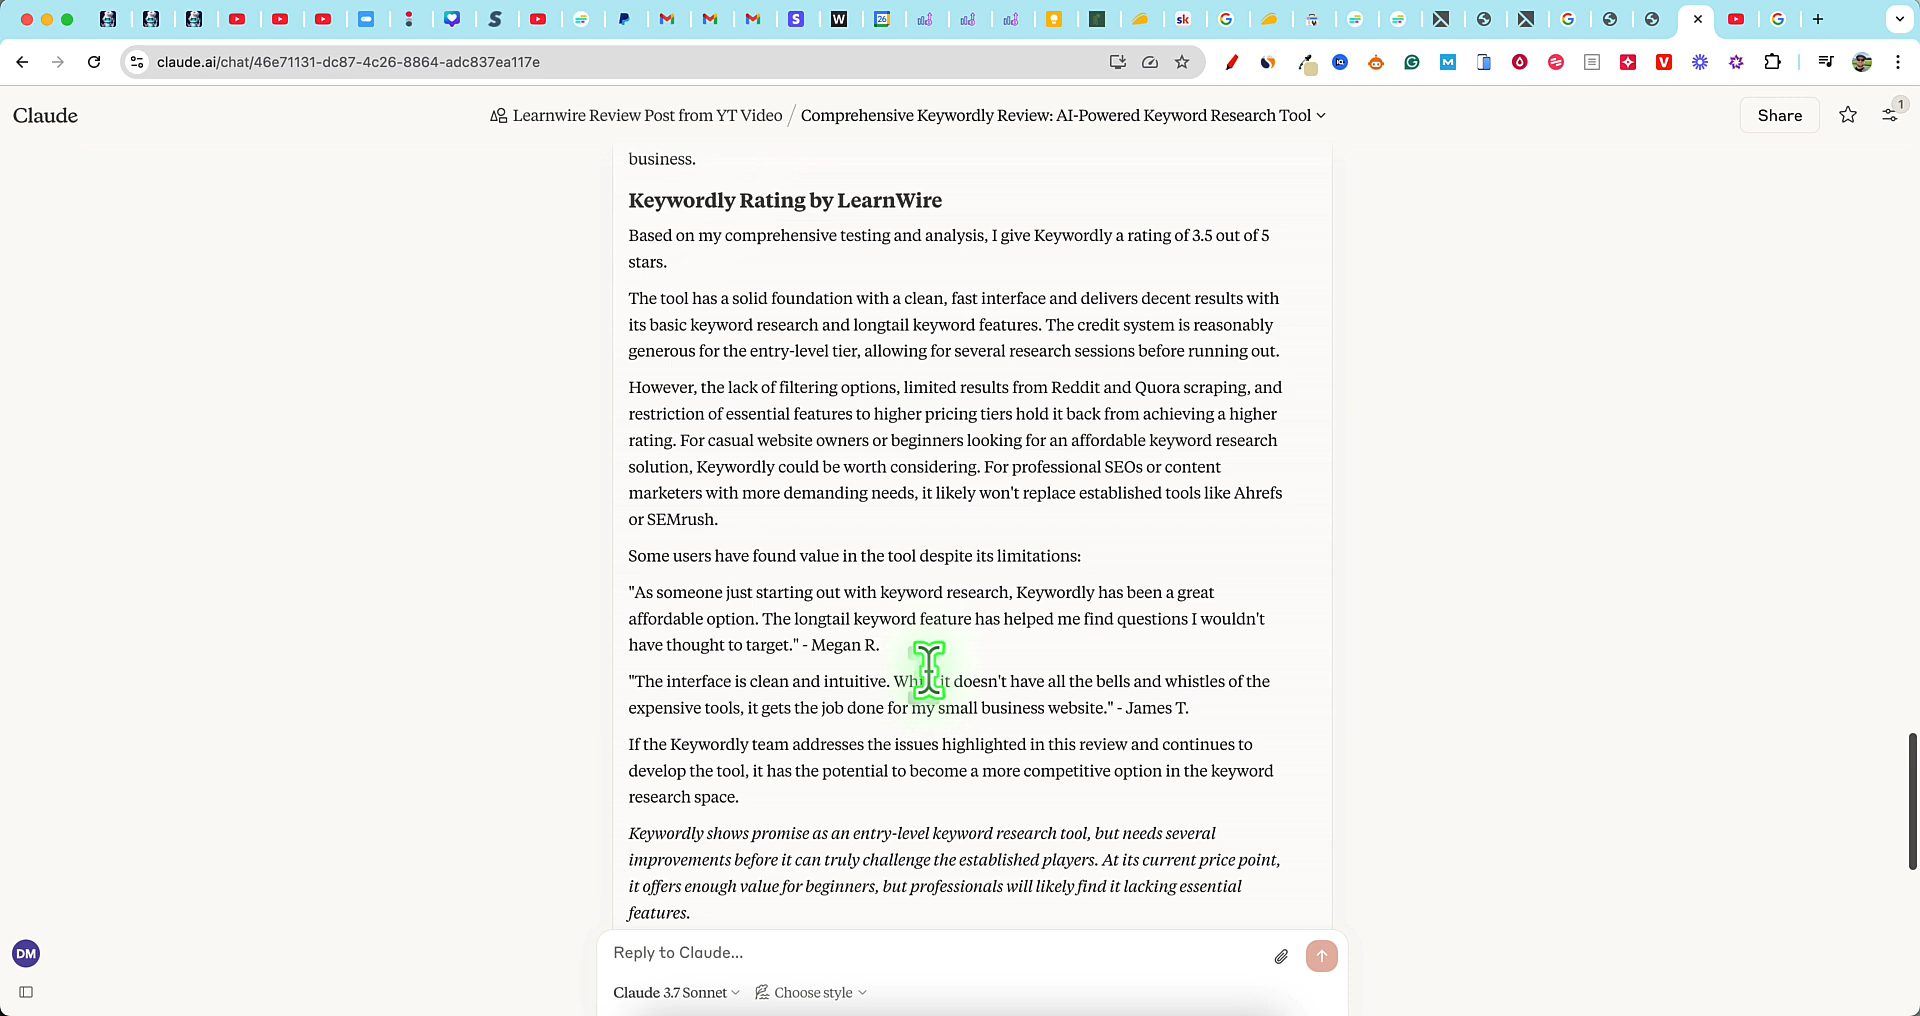 claude.ai/chat/46e71131-dc87-4c26-8864-adc837ea117e
Claude
Learnwire Review Post from YT Video / Comprehensive Keywordly Review: AI-Powered Keyword Research Tool
Share
1
business.
Keywordly Rating by LearnWire
Based on my comprehensive testing and analysis, I give Keywordly a rating of 3.5 out of 5
stars.
The tool has a solid foundation with a clean, fast interface and delivers decent results with
its basic keyword research and longtail keyword features. The credit system is reasonably
generous for the entry-level tier, allowing for several research sessions before running out.
However, the lack of filtering options, limited results from Reddit and Quora scraping, and
restriction of essential features to higher pricing tiers hold it back from achieving a higher
rating. For casual website owners or beginners looking for an affordable keyword research
solution, Keywordly could be worth considering. For professional SEOs or content
marketers with more demanding needs, it likely won't replace established tools like Ahrefs
or SEMrush.
Some users have found value in the tool despite its limitations:
"As someone just starting out with keyword research, Keywordly has been a great
affordable option. The longtail keyword feature has helped me find questions I wouldn't
have thought to target." - Megan R.
"The interface is clean and intuitive. it doesn't have all the bells and whistles of the
expensive tools, it gets the job done for my small business website." - James T.
If the Keywordly team addresses the issues highlighted in this review and continues to
develop the tool, it has the potential to become a more competitive option in the keyword
research space.
Keywordly shows promise as an entry-level keyword research tool, but needs several
improvements before it can truly challenge the established players. At its current price point,
it offers enough value for beginners, but professionals will likely find it lacking essential
features.
Reply to Claude...
Claude 3.7 Sonnet
Choose style
DM